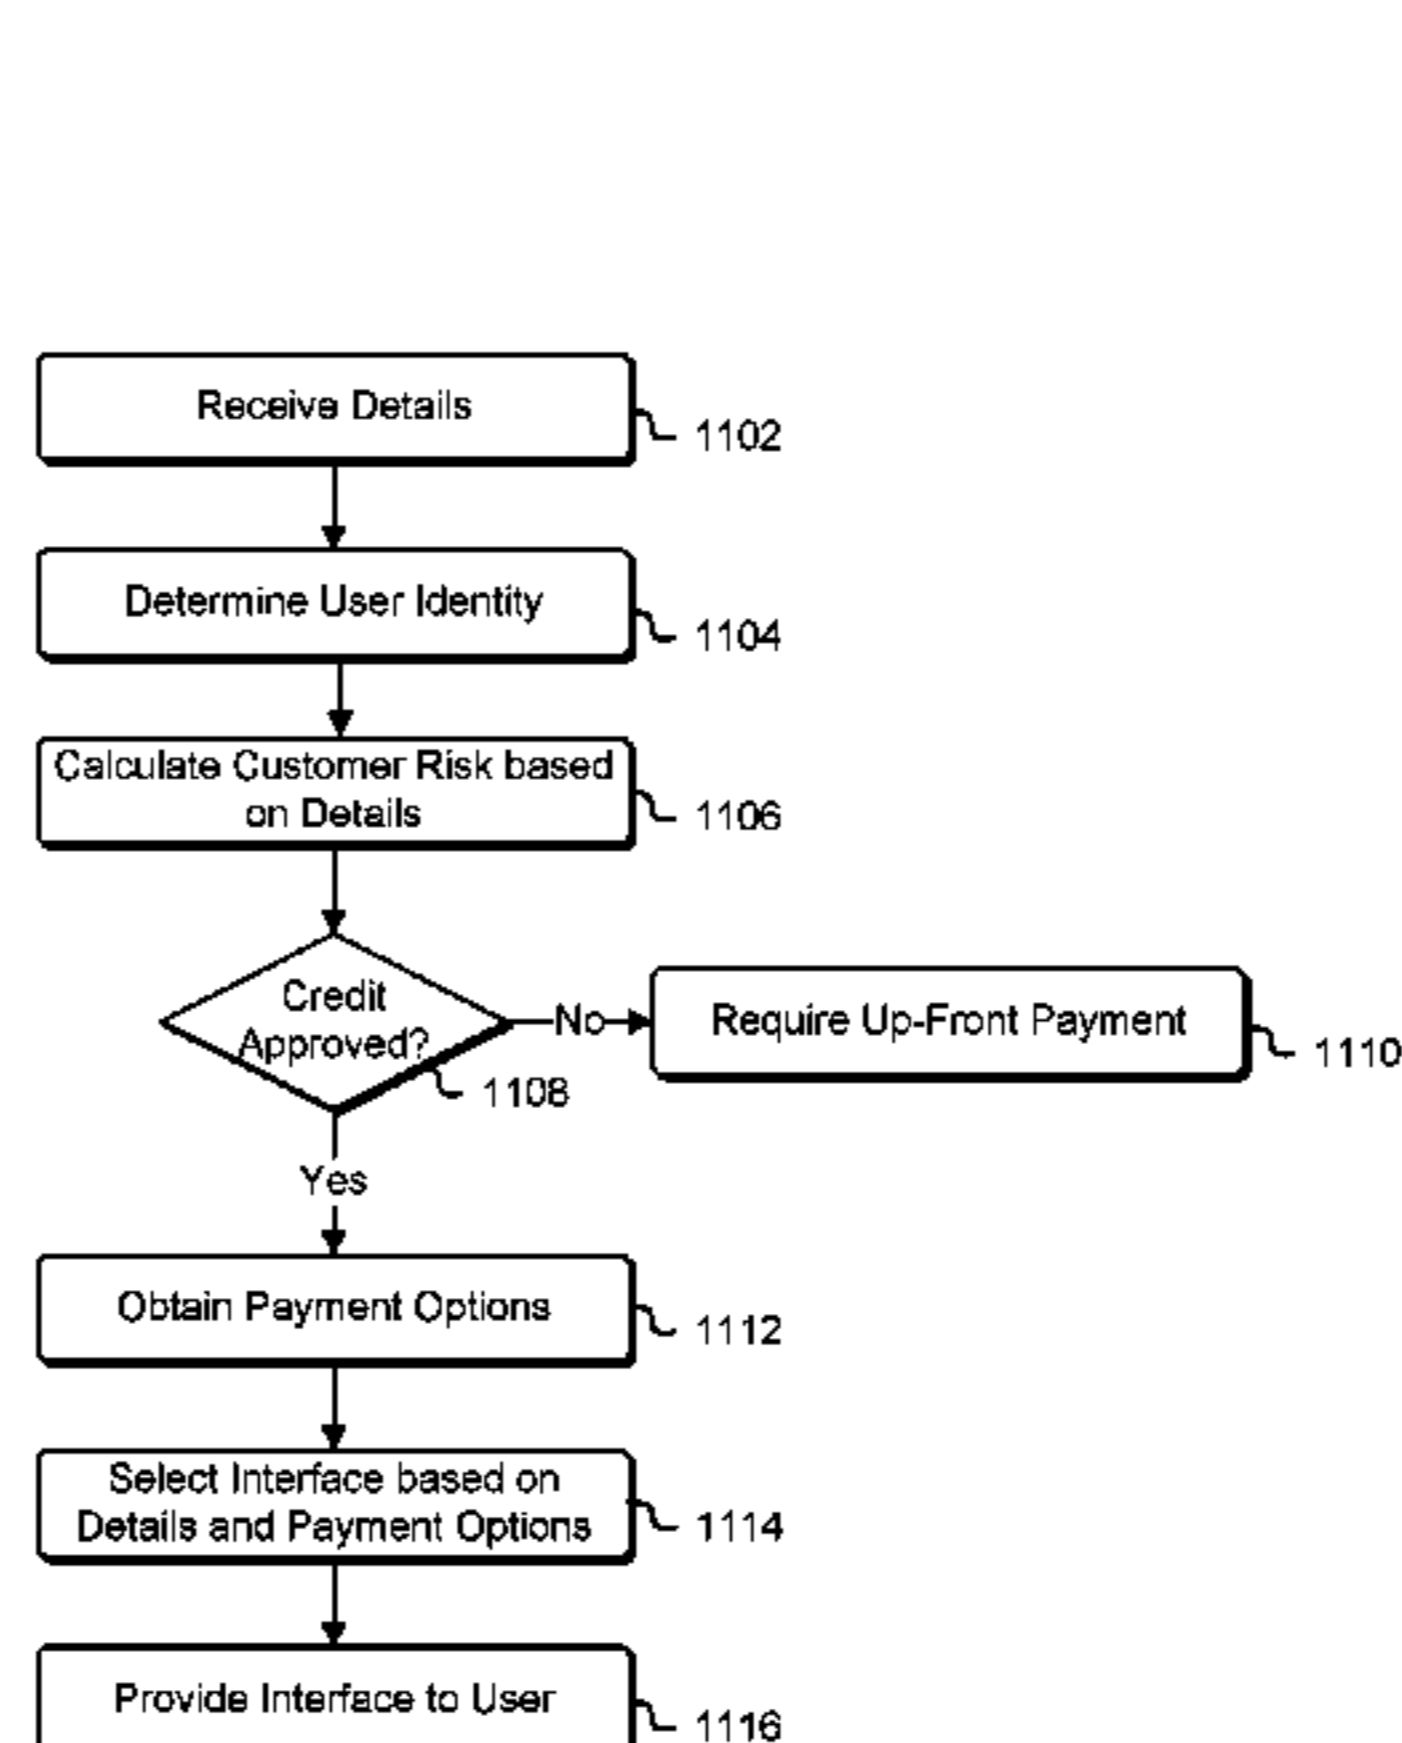 Receive Details
1102
Determine User Identity
1104
Calculate Customer Risk based
on Details
1106
Credit
Approved?
1108
No
Require Up-Front Payment
1110
Yes
Obtain Payment Options
1112
Select Interface based on
Details and Payment Options
1114
Provide Interface to User
1116